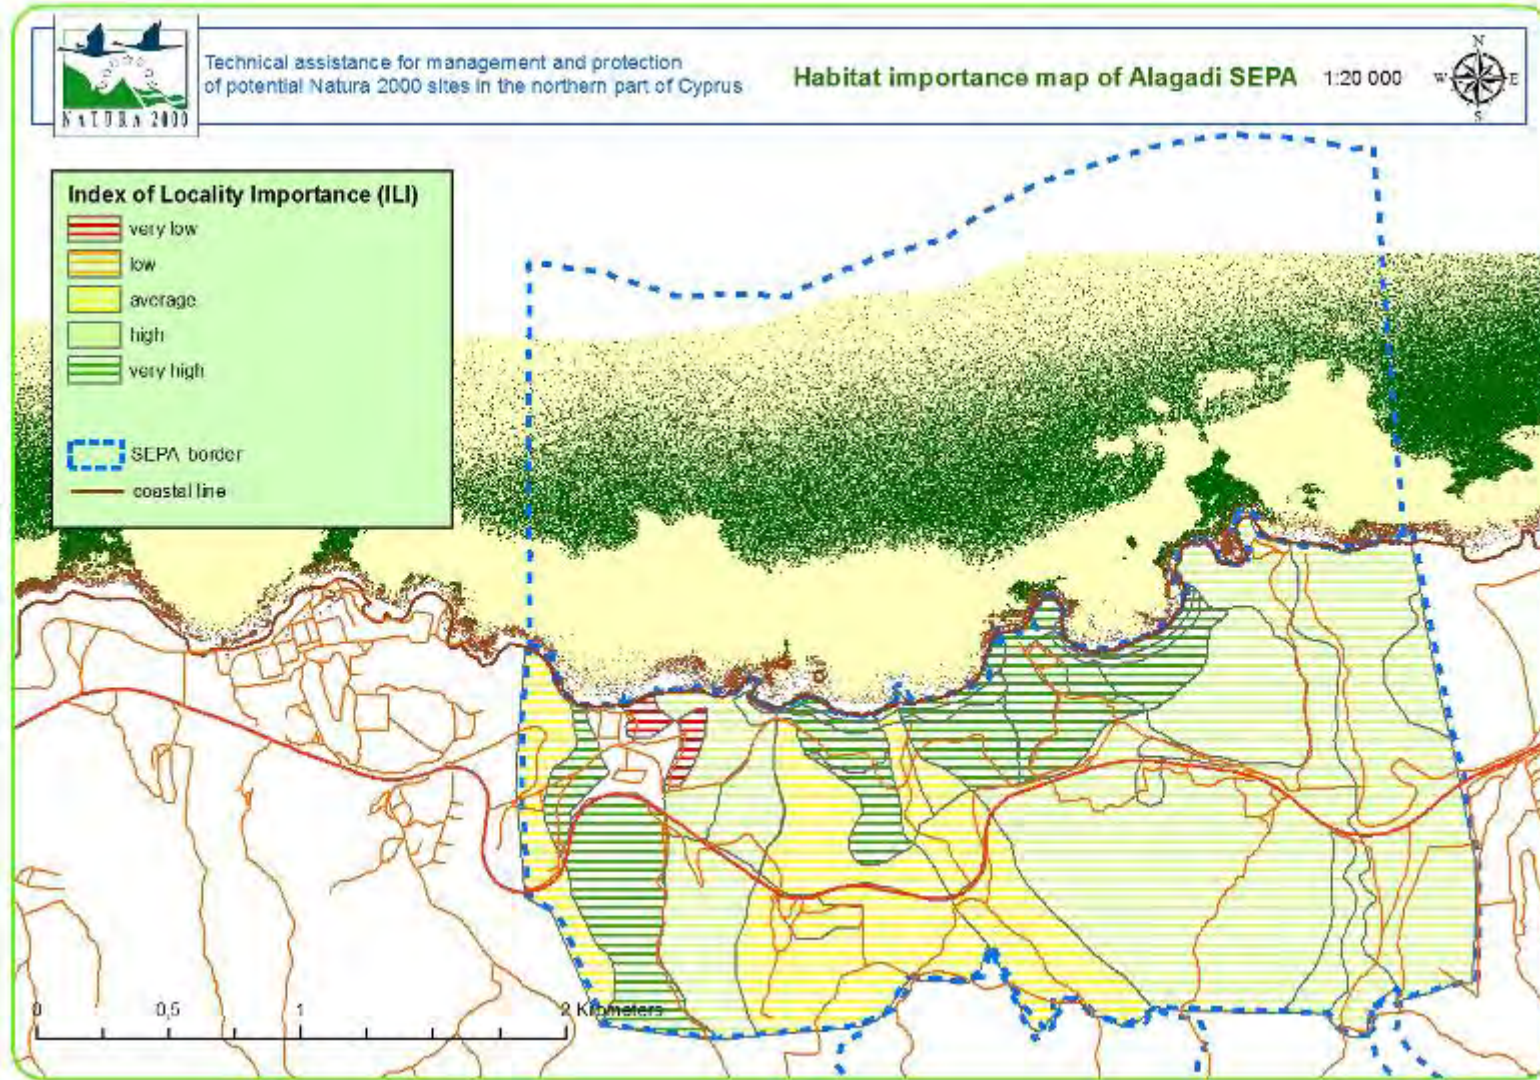 Technical assistance for management and protection
of potential Natura 2000 sites in the northern part of Cyprus
Habitat importance map of Alagadi SEPA 1:20 000
N
W E
S
NATURA 2000
Index of Locality Importance (ILI)
very low
low
average
high
very high
SEPA border
coastal line
0 0,5 1 2 Kilometers